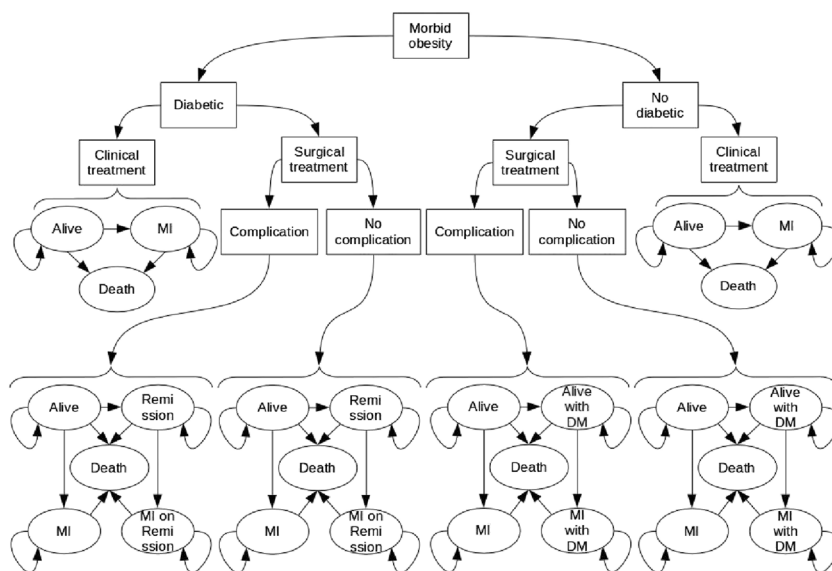 Morbid
obesity
Diabetic
No
diabetic
Clinical
treatment
Surgical
treatment
Surgical
treatment
Clinical
treatment
Alive
MI
Death
Complication
No
complication
Complication
No
complication
Alive
MI
Death
Alive
Remi
ssion
Death
MI
MI on
Remi
ssion
Alive
Remi
ssion
Death
MI
MI on
Remi
ssion
Alive
Alive
with
DM
Death
MI
MI
with
DM
Alive
Alive
with
DM
Death
MI
MI
with
DM